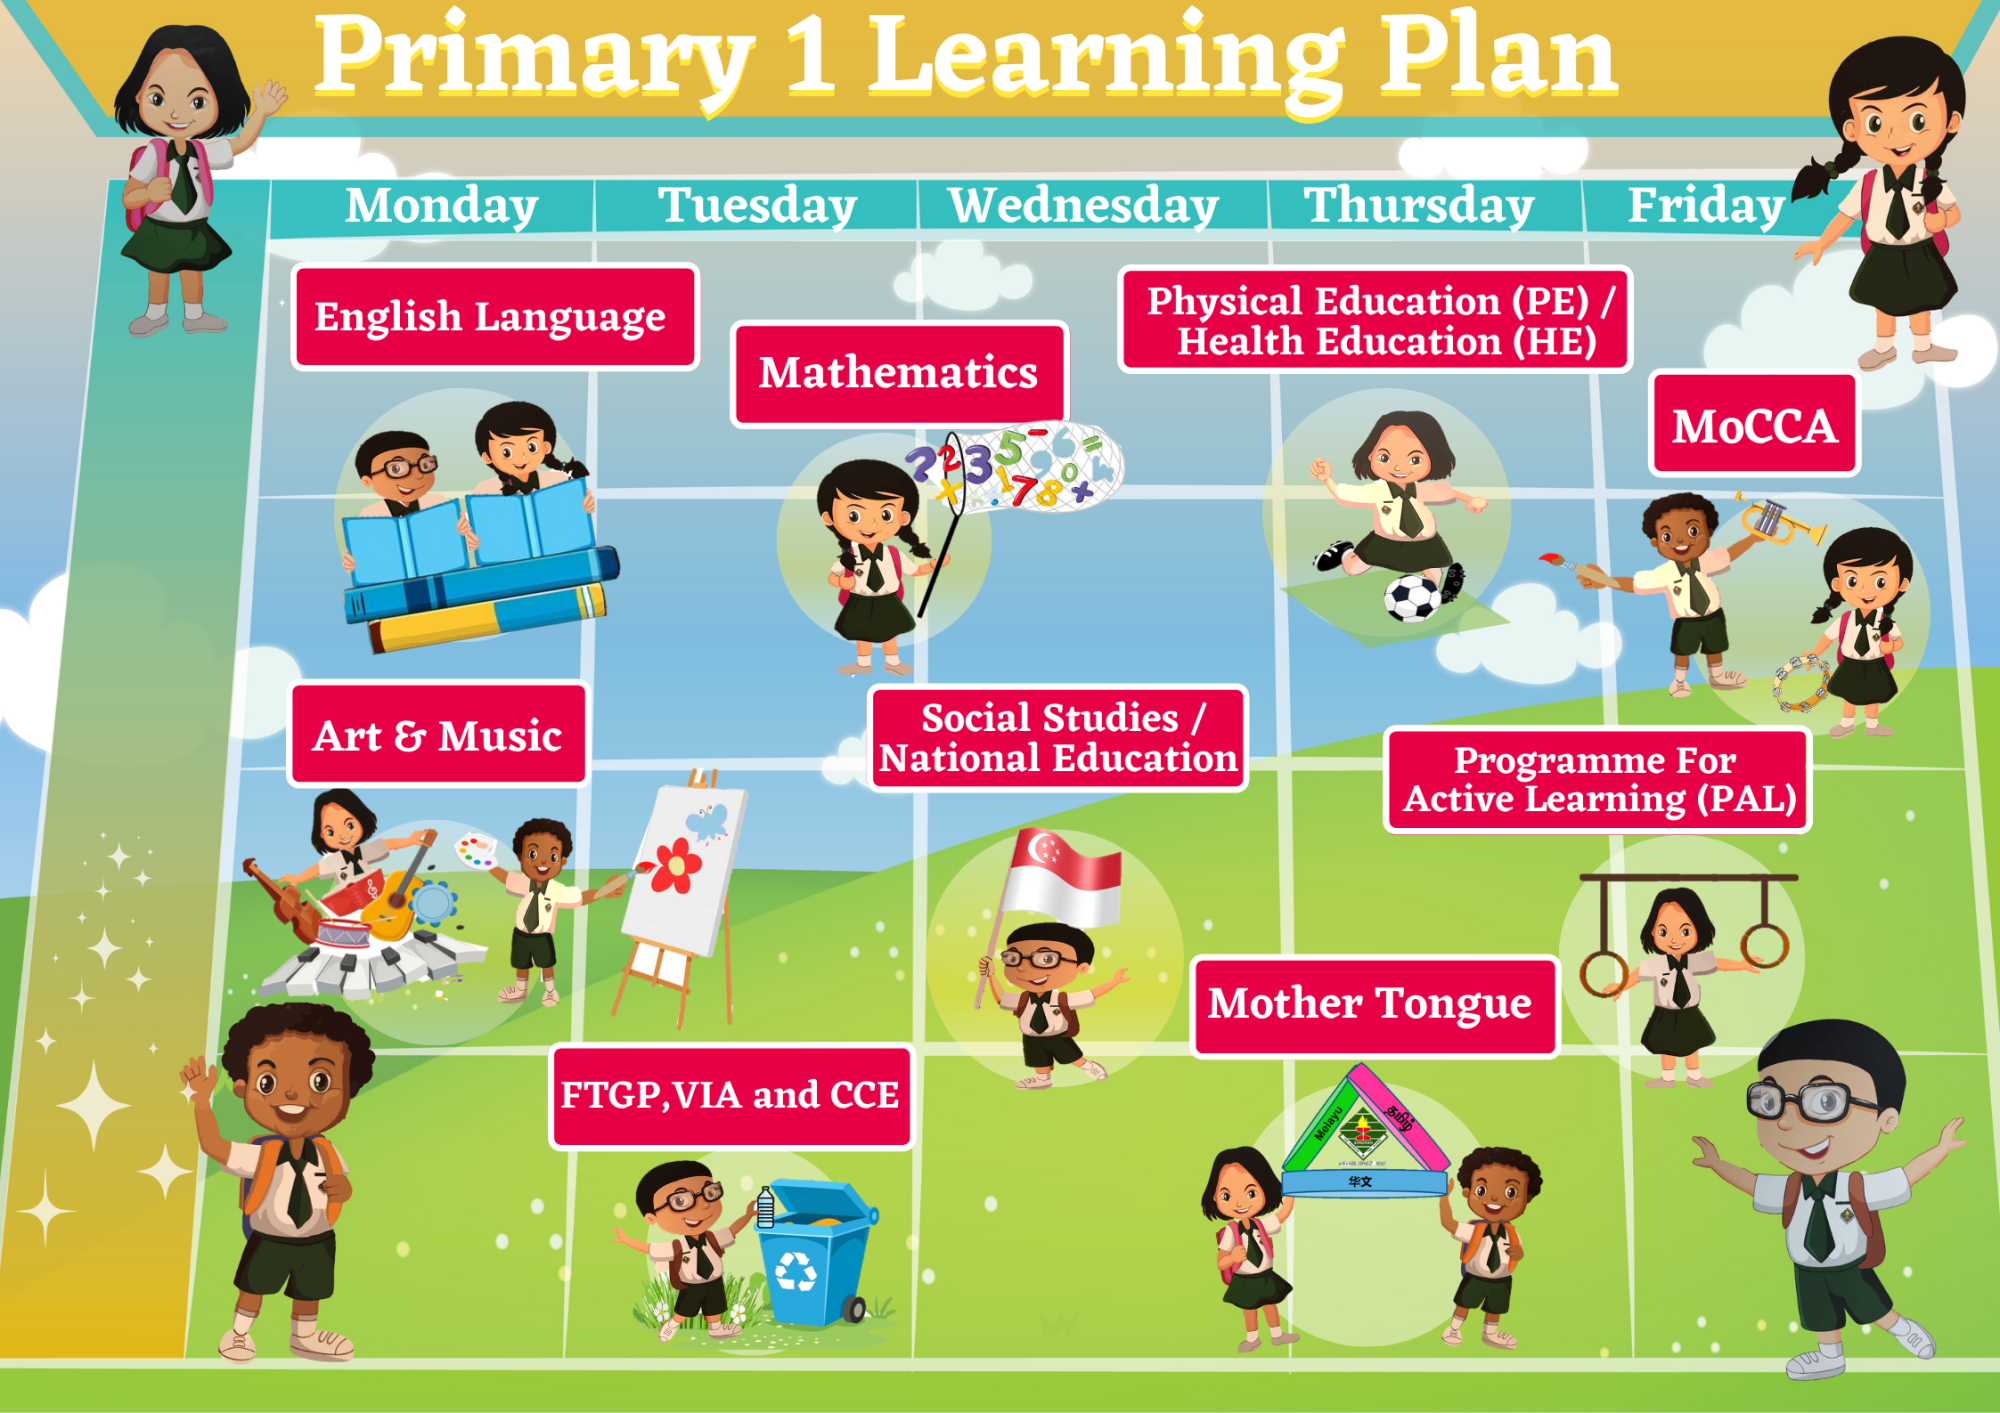 Primary 1 Learning Plan
Monday
Tuesday
Wednesday
Thursday
Friday
English Language
Mathematics
Physical Education (PE) /
Health Education (HE)
MoCCA
Art & Music
Social Studies /
National Education
Programme For
Active Learning (PAL)
Mother Tongue
FTGP,VIA and CCE
Melayu
தமிழ்
华文